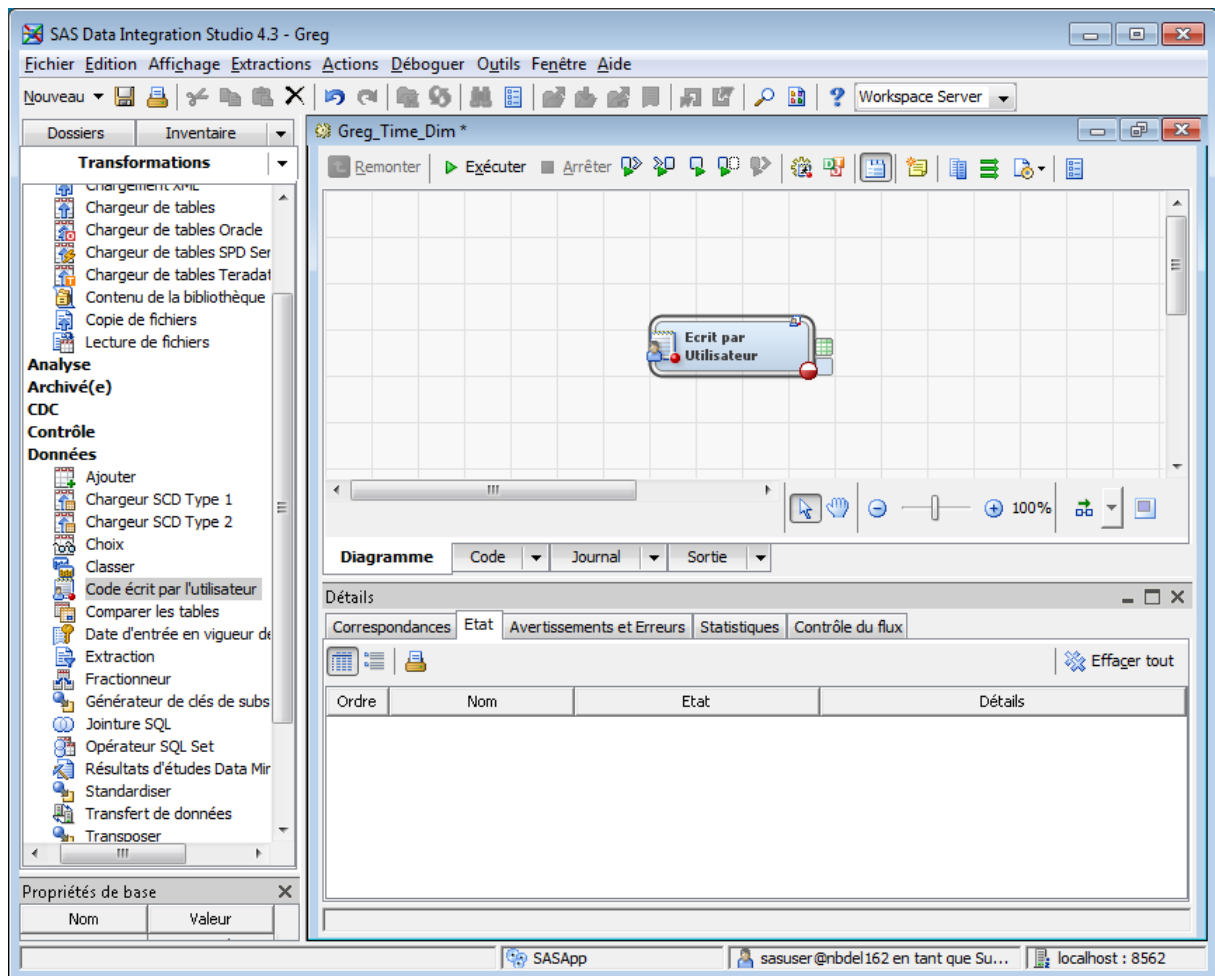 SAS Data Integration Studio 4.3 - Greg
Fichier Edition Affichage Extractions Actions Déboguer Outils Fenêtre Aide
Nouveau Workspace Server
Dossiers Inventaire
Transformations
Chargement XML
Chargeur de tables
Chargeur de tables Oracle
Chargeur de tables SPD Ser
Chargeur de tables Teradat
Contenu de la bibliothèque
Copie de fichiers
Lecture de fichiers
Analyse
Archivé(e)
CDC
Contrôle
Données
Ajouter
Chargeur SCD Type 1
Chargeur SCD Type 2
Choix
Classer
Code écrit par l'utilisateur
Comparer les tables
Date d'entrée en vigueur de
Extraction
Fractionneur
Générateur de clés de subs
Jointure SQL
Opérateur SQL Set
Résultats d'études Data Mir
Standardiser
Transfert de données
Transposer
Propriétés de base
Nom Valeur
Greg_Time_Dim *
Remonter Exécuter Arrêter
Ecrit par
Utilisateur
100%
Diagramme Code Journal Sortie
Détails
Correspondances Etat Avertissements et Erreurs Statistiques Contrôle du flux
Effacer tout
Ordre Nom Etat Détails
SASApp sasuser@nbdel162 en tant que Su... localhost : 8562